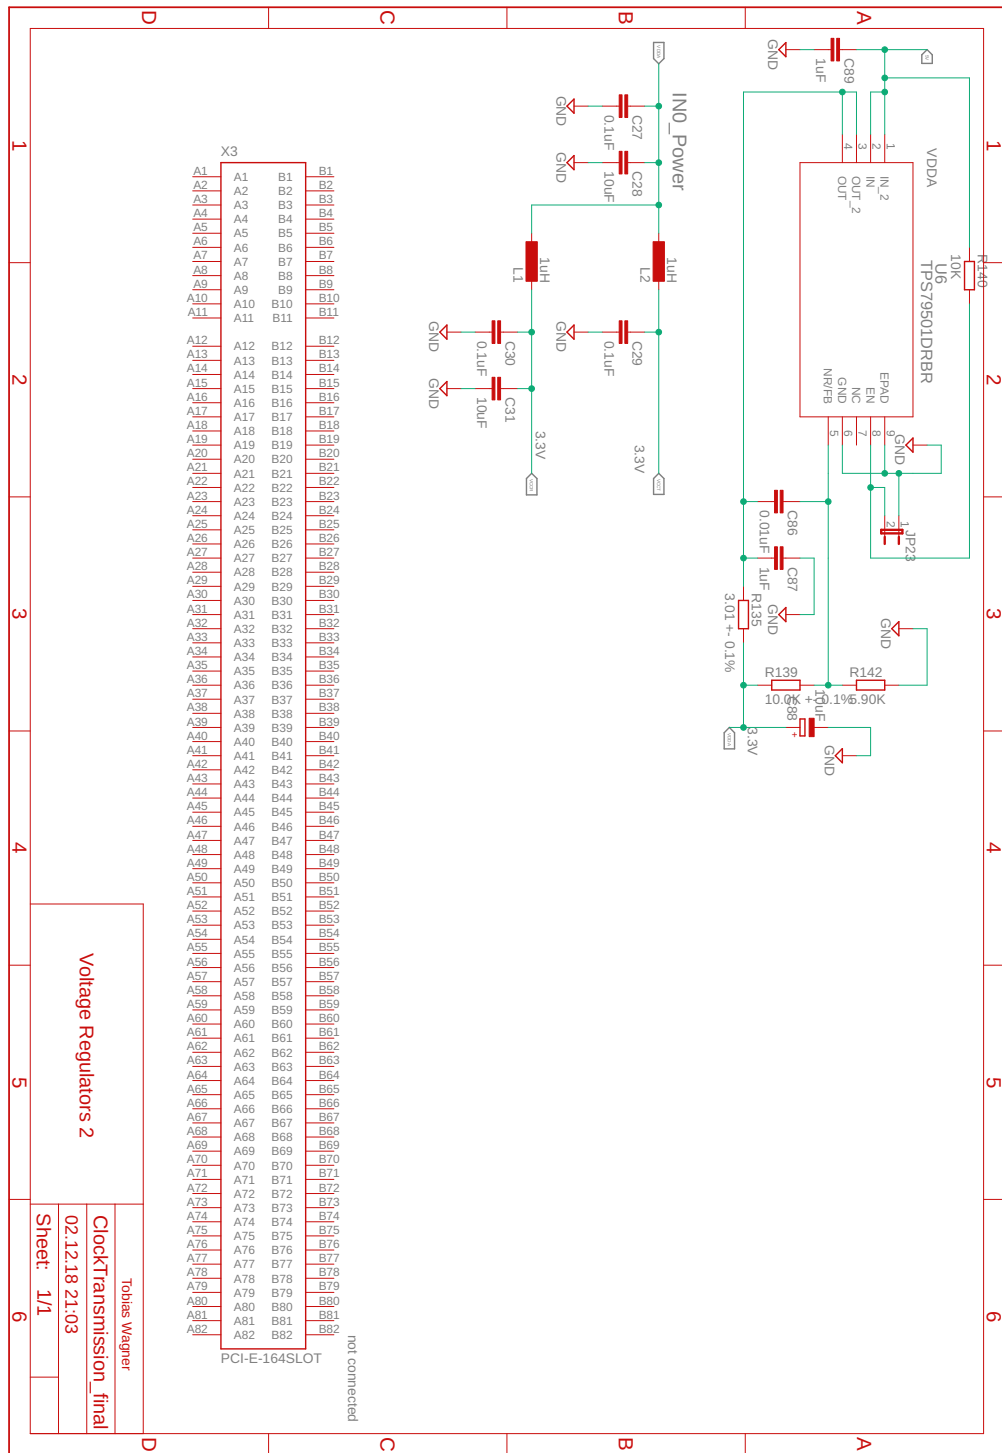 D C B A
1 2 3 4 5 6
1 2 3 4 5 6
D C B A
VDDA
U6
TPS79501DRBR
IN_2
IN
OUT_2
OUT
1
2
3
4
EPAD
EN
NC
GND
NR/FB
9
8
7
6
5
R140
10K
C89
1uF
GND
5V
GND
JP23
1
2
C86
0.01uF
C87
1uF
GND
R135
3.01 +- 0.1%
R139
10.0K +-0.1%
R142
5.90K
GND
C88
10uF
+
GND
3.3V
VDDA
IN0_Power
VDDA
C27
0.1uF
GND
C28
10uF
GND
L2
1uH
L1
1uH
C29
0.1uF
GND
C30
0.1uF
GND
C31
10uF
GND
3.3V
3.3V
X3
A1 A1 B1 B1
A2 A2 B2 B2
A3 A3 B3 B3
A4 A4 B4 B4
A5 A5 B5 B5
A6 A6 B6 B6
A7 A7 B7 B7
A8 A8 B8 B8
A9 A9 B9 B9
A10 A10 B10 B10
A11 A11 B11 B11
A12 A12 B12 B12
A13 A13 B13 B13
A14 A14 B14 B14
A15 A15 B15 B15
A16 A16 B16 B16
A17 A17 B17 B17
A18 A18 B18 B18
A19 A19 B19 B19
A20 A20 B20 B20
A21 A21 B21 B21
A22 A22 B22 B22
A23 A23 B23 B23
A24 A24 B24 B24
A25 A25 B25 B25
A26 A26 B26 B26
A27 A27 B27 B27
A28 A28 B28 B28
A29 A29 B29 B29
A30 A30 B30 B30
A31 A31 B31 B31
A32 A32 B32 B32
A33 A33 B33 B33
A34 A34 B34 B34
A35 A35 B35 B35
A36 A36 B36 B36
A37 A37 B37 B37
A38 A38 B38 B38
A39 A39 B39 B39
A40 A40 B40 B40
A41 A41 B41 B41
A42 A42 B42 B42
A43 A43 B43 B43
A44 A44 B44 B44
A45 A45 B45 B45
A46 A46 B46 B46
A47 A47 B47 B47
A48 A48 B48 B48
A49 A49 B49 B49
A50 A50 B50 B50
A51 A51 B51 B51
A52 A52 B52 B52
A53 A53 B53 B53
A54 A54 B54 B54
A55 A55 B55 B55
A56 A56 B56 B56
A57 A57 B57 B57
A58 A58 B58 B58
A59 A59 B59 B59
A60 A60 B60 B60
A61 A61 B61 B61
A62 A62 B62 B62
A63 A63 B63 B63
A64 A64 B64 B64
A65 A65 B65 B65
A66 A66 B66 B66
A67 A67 B67 B67
A68 A68 B68 B68
A69 A69 B69 B69
A70 A70 B70 B70
A71 A71 B71 B71
A72 A72 B72 B72
A73 A73 B73 B73
A74 A74 B74 B74
A75 A75 B75 B75
A76 A76 B76 B76
A77 A77 B77 B77
A78 A78 B78 B78
A79 A79 B79 B79
A80 A80 B80 B80
A81 A81 B81 B81
A82 A82 B82 B82
PCI-E-164SLOT
not connected
Voltage Regulators 2
Tobias Wagner
ClockTransmission_final
02.12.18 21:03
Sheet: 1/1